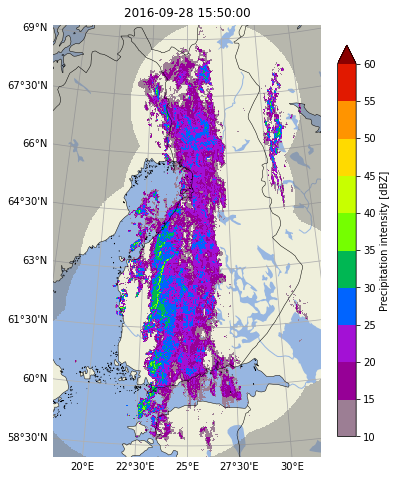 2016-09-28 15:50:00
69°N
67°30'N
66°N
64°30'N
63°N
61°30'N
60°N
58°30'N
20°E
22°30'E
25°E
27°30'E
30°E
60
55
50
45
40
35
30
25
20
15
10
Precipitation intensity [dBZ]